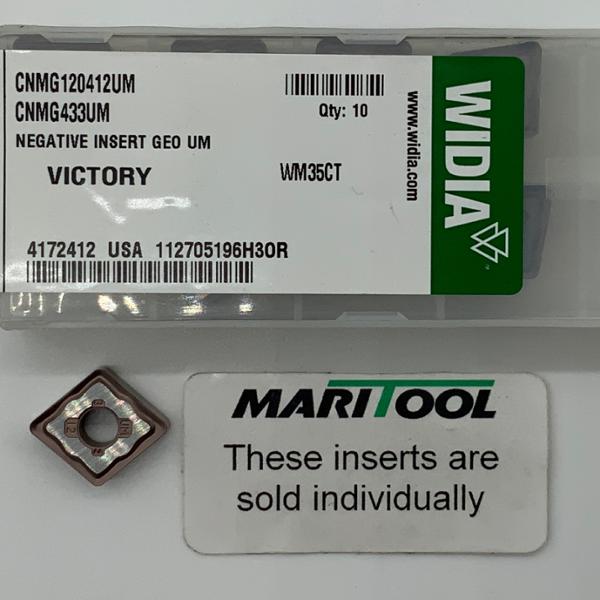 CNMG120412UM
CNMG433UM
Qty: 10
NEGATIVE INSERT GEO UM
VICTORY
WM35CT
4172412 USA 112705196H3OR
www.widia.com
WIDIA
UM
MARITOOL
These inserts are
sold individually